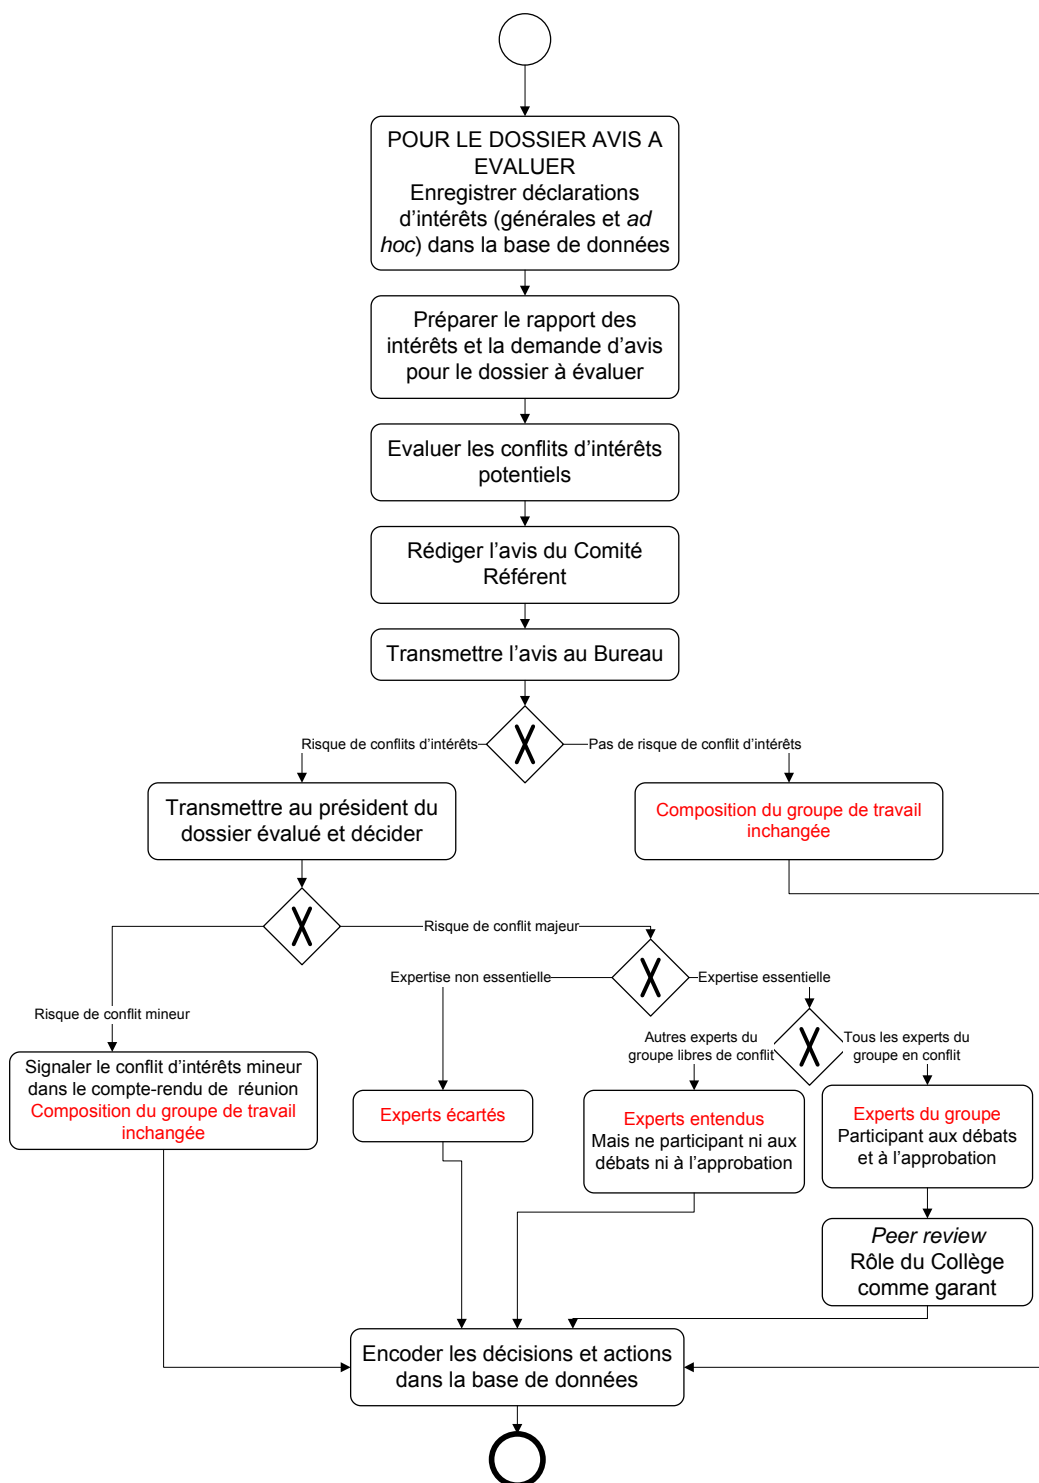 POUR LE DOSSIER AVIS A
EVALUER
Enregistrer déclarations
d’intérêts (générales et ad
hoc) dans la base de données
Préparer le rapport des
intérêts et la demande d’avis
pour le dossier à évaluer
Evaluer les conflits d’intérêts
potentiels
Rédiger l’avis du Comité
Référent
Transmettre l’avis au Bureau
X
Risque de conflits d’intérêts
Pas de risque de conflit d’intérêts
Transmettre au président du
dossier évalué et décider
Composition du groupe de travail
inchangée
X
Risque de conflit majeur
Risque de conflit mineur
X
Expertise non essentielle
Expertise essentielle
X
Autres experts du
groupe libres de conflit
Tous les experts du
groupe en conflit
Signaler le conflit d’intérêts mineur
dans le compte-rendu de réunion
Composition du groupe de travail
inchangée
Experts écartés
Experts entendus
Mais ne participant ni aux
débats ni à l’approbation
Experts du groupe
Participant aux débats
et à l’approbation
Peer review
Rôle du Collège
comme garant
Encoder les décisions et actions
dans la base de données